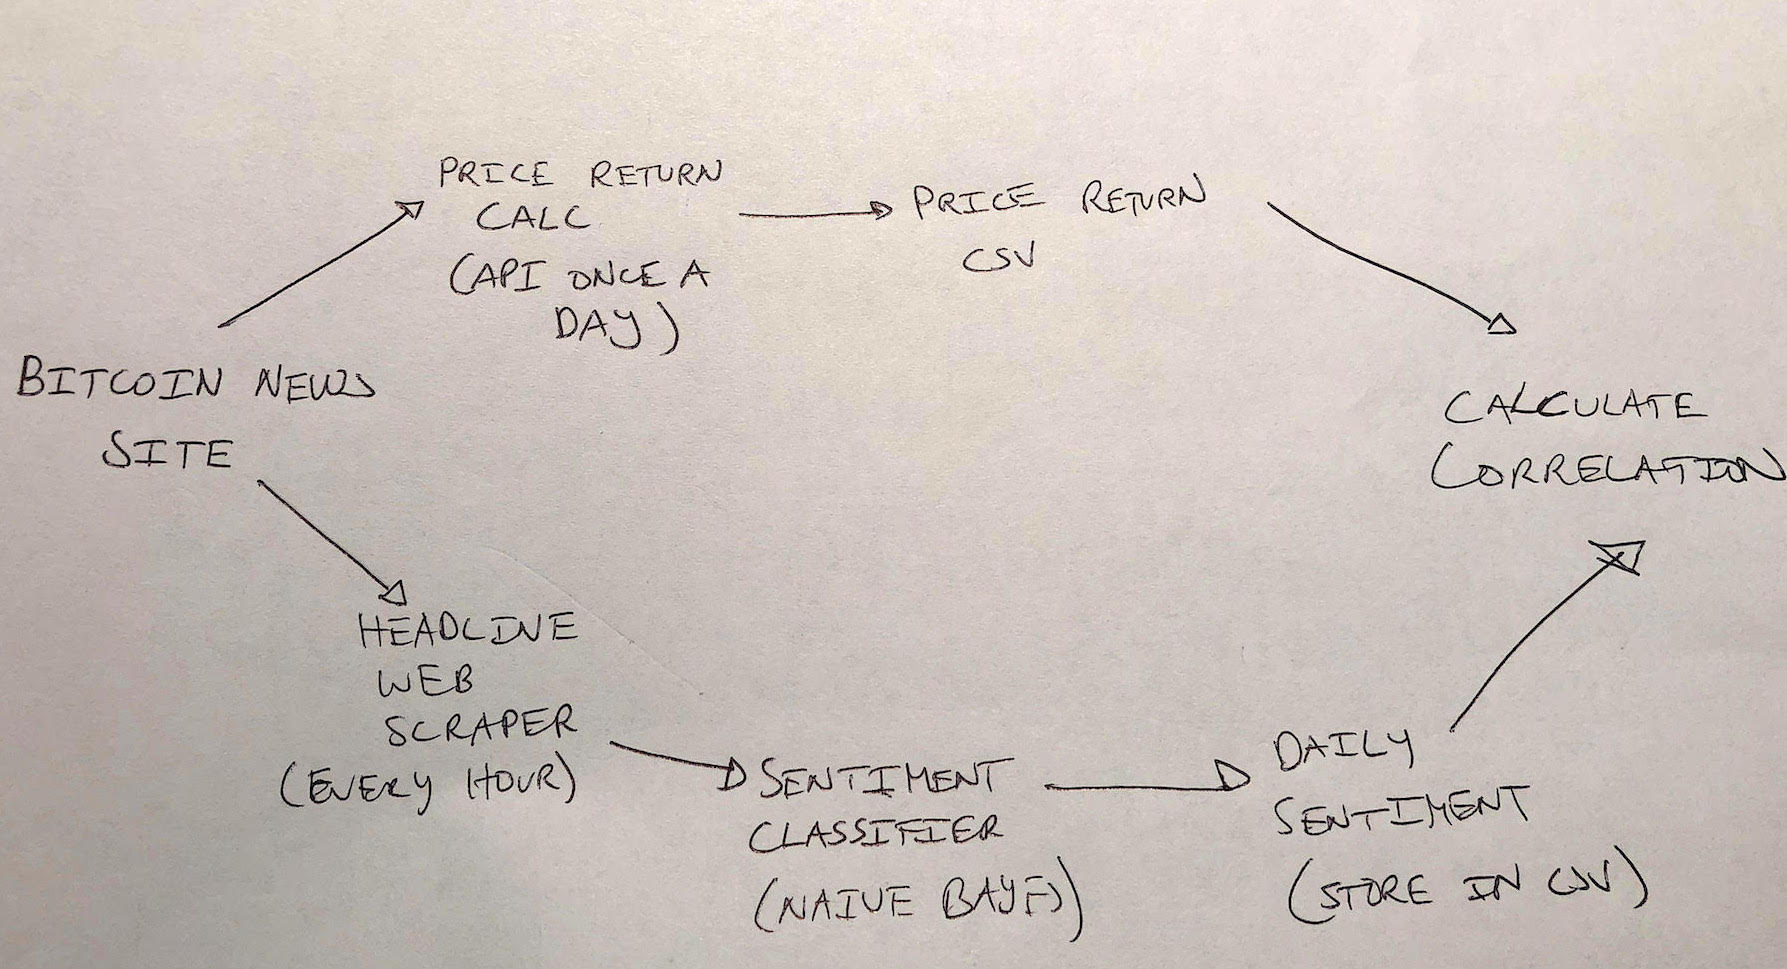 PRICE RETURN
CALC
(API ONCE A
DAY)
PRICE RETURN
CSV
BITCOIN NEWS
SITE
CALCULATE
CORRELATION
HEADLINE
WEB
SCRAPER
(EVERY HOUR)
SENTIMENT
CLASSIFIER
(NAIVE BAYES)
DAILY
SENTIMENT
(STORE IN CSV)